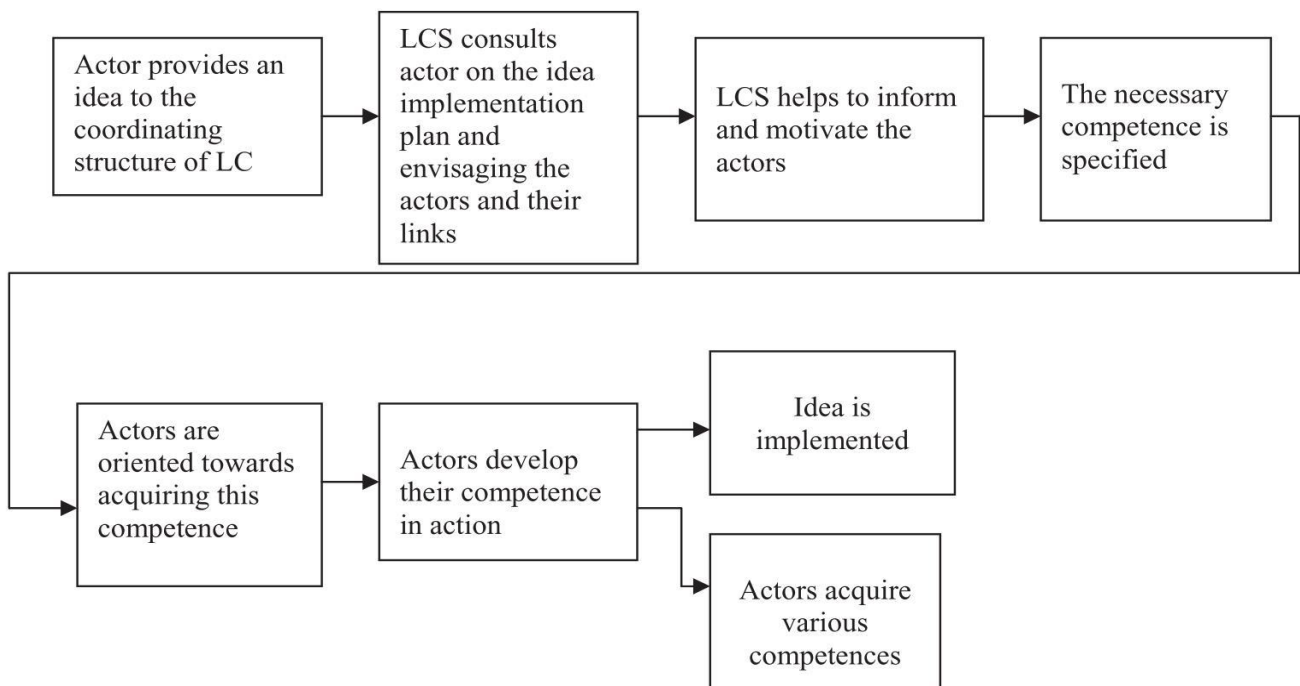 Actor provides an
idea to the
coordinating
structure of LC
LCS consults
actor on the idea
implementation
plan and
envisaging the
actors and their
links
LCS helps to inform
and motivate the
actors
The necessary
competence is
specified
Actors are
oriented towards
acquiring this
competence
Actors develop
their competence
in action
Idea is
implemented
Actors acquire
various
competences